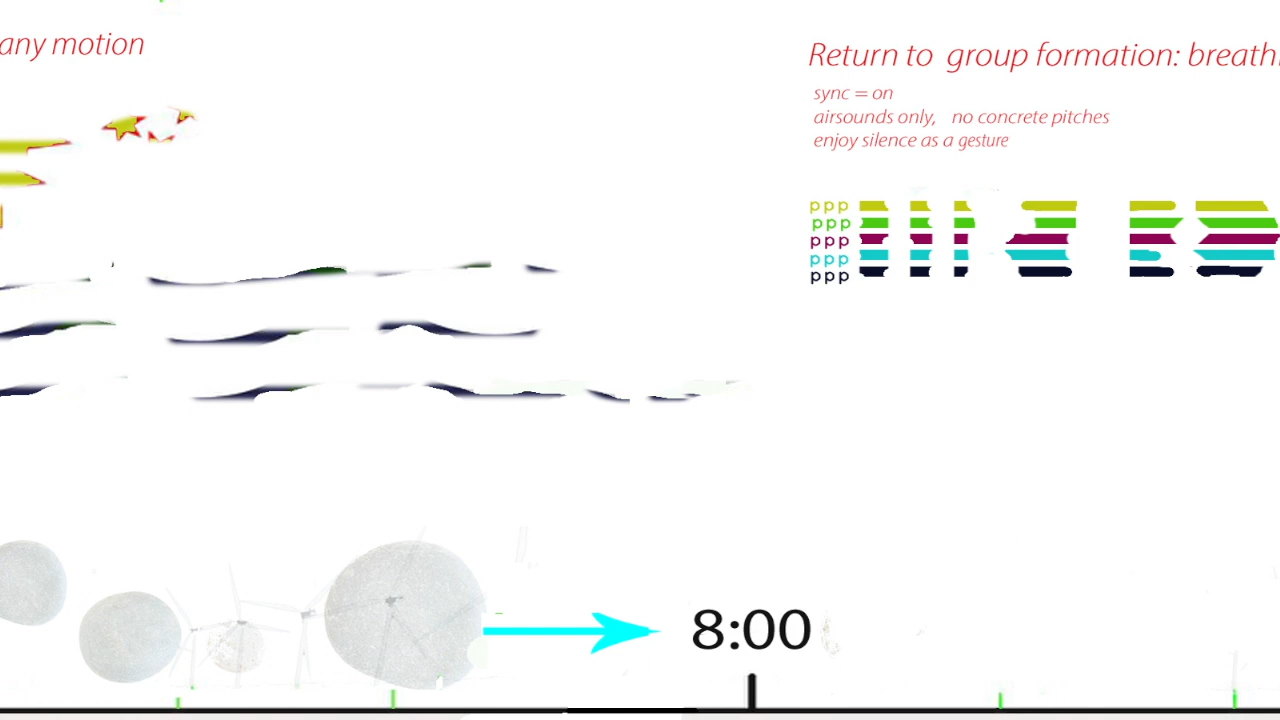 any motion
Return to group formation: breath
sync = on
airsounds only, no concrete pitches
enjoy silence as a gesture
ppp
ppp
ppp
ppp
ppp
8:00